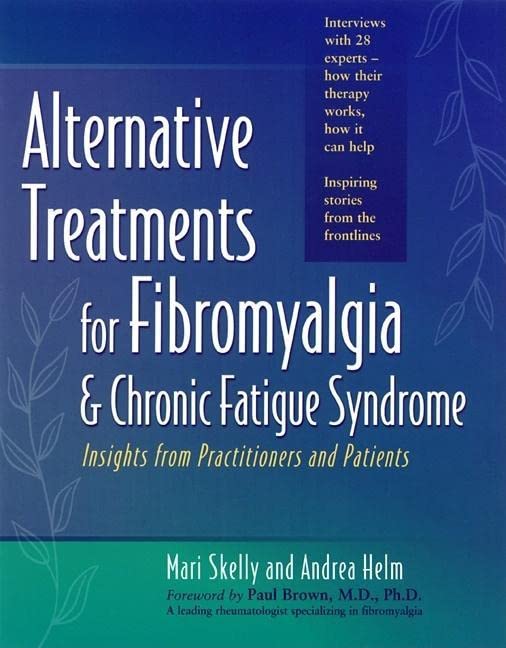 Interviews
with 28
experts –
how their
therapy
works,
how it
can help
Inspiring
stories
from the
frontlines
Alternative
Treatments
for Fibromyalgia
& Chronic Fatigue Syndrome
Insights from Practitioners and Patients
Mari Skelly and Andrea Helm
Foreword by Paul Brown, M.D., Ph.D.
A leading rheumatologist specializing in fibromyalgia